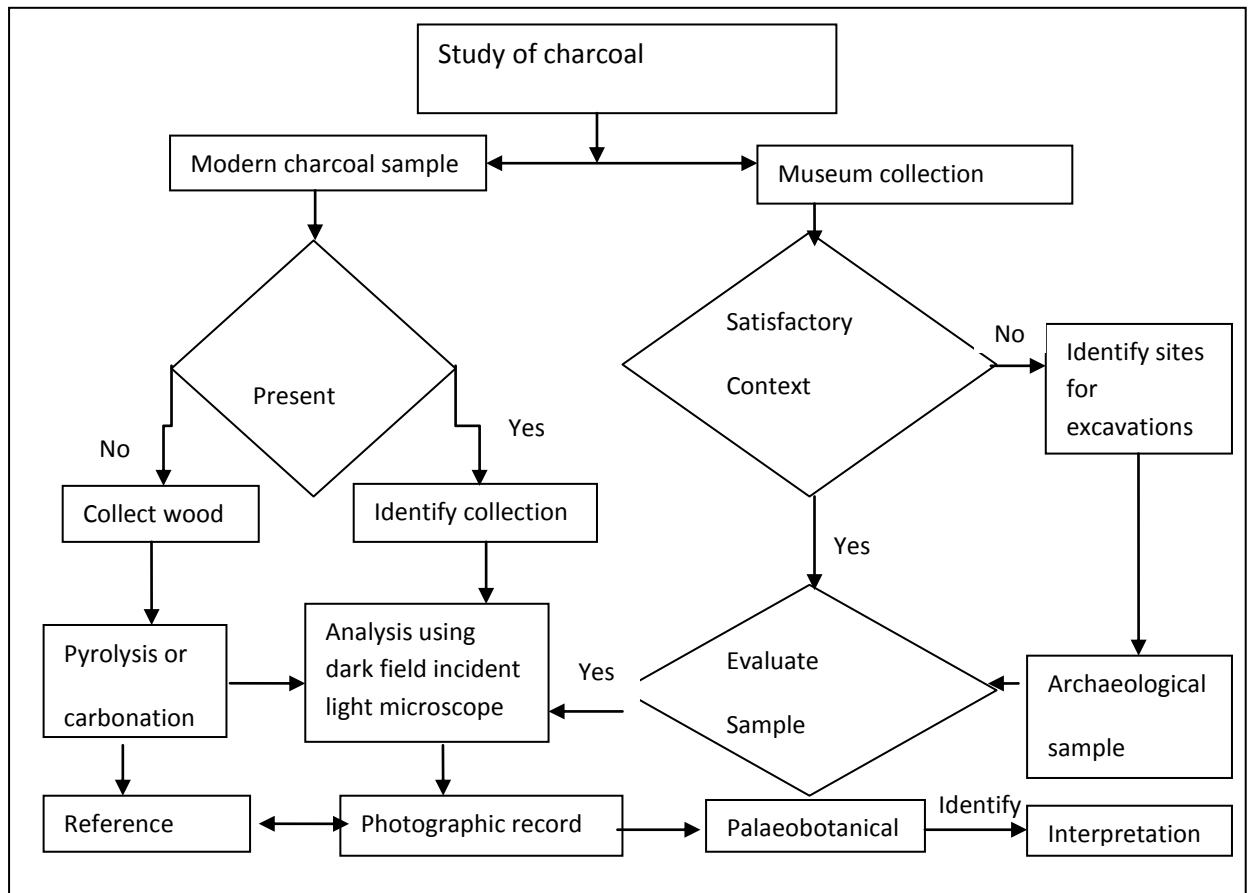 Study of charcoal
Modern charcoal sample
Museum collection
Satisfactory
Context
No
Identify sites
for
excavations
Present
No
Yes
Collect wood
Identify collection
Yes
Pyrolysis or
carbonation
Analysis using
dark field incident
light microscope
Yes
Evaluate
Sample
Archaeological
sample
Reference
Photographic record
Palaeobotanical
Identify
Interpretation